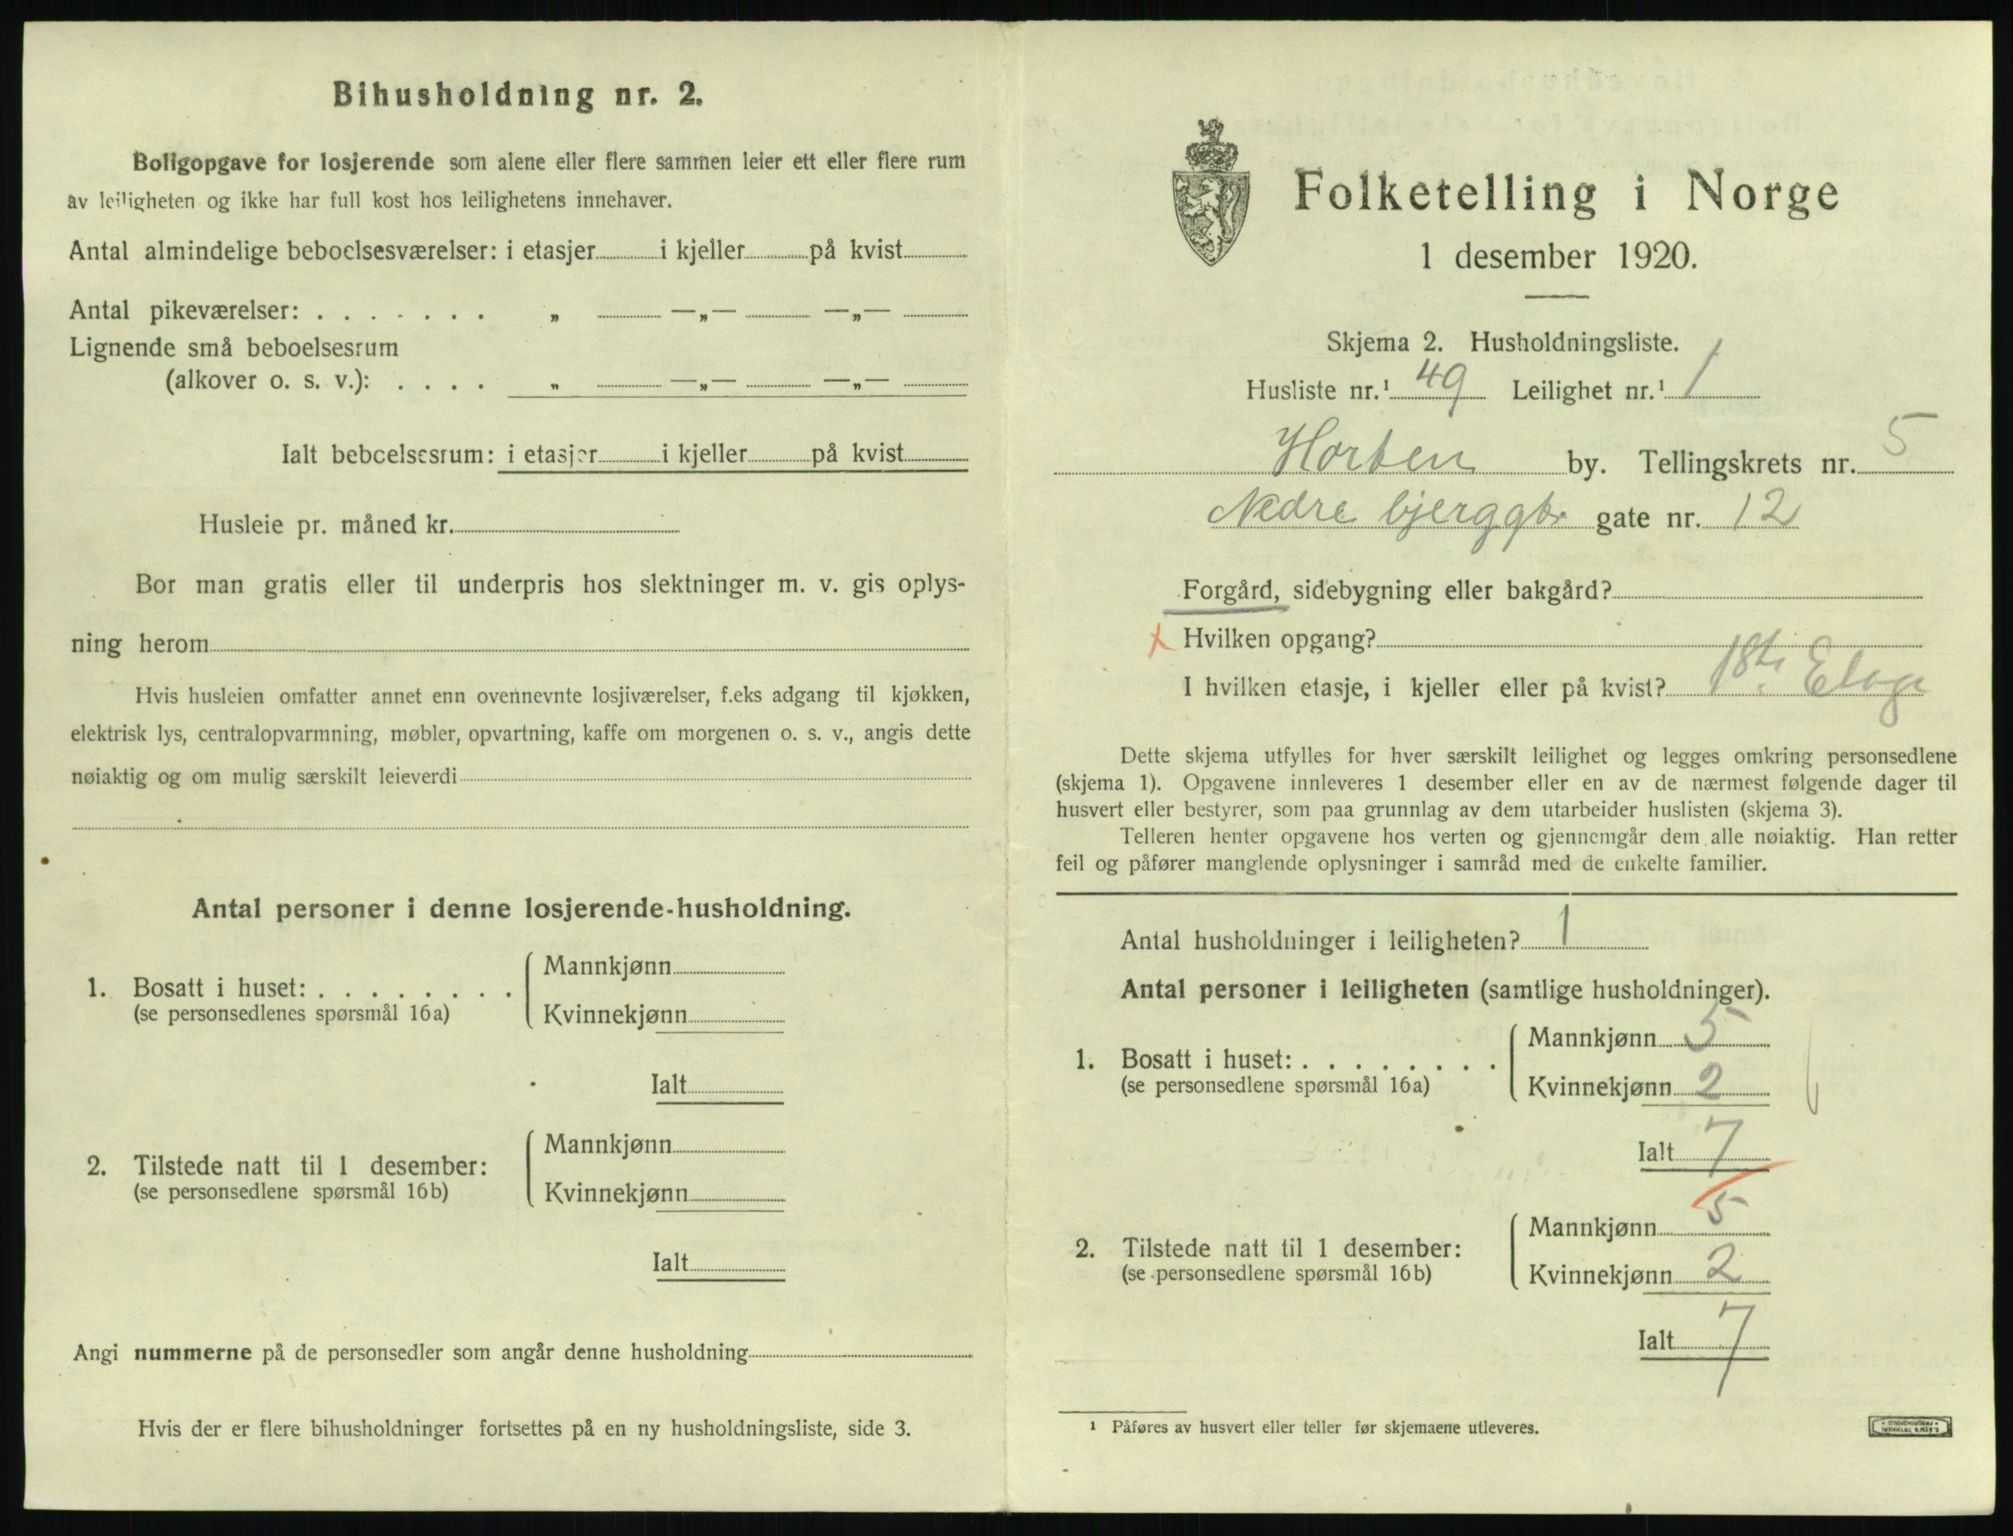 Bihusholdning nr. 2.
Boligopgave for losjerende som alene eller flere sammen leier ett eller flere rum
av leiligheten og ikke har full kost hos leilighetens innehaver.
Antal almindelige beboelsesværelser: i etasjer i kjeller på kvist
Antal pikeværelser: . . . . . . . „ —„— —„—
Lignende små beboelsesrum
(alkover o. s. v.): . . . . „ —„— —„—
Ialt beboelsesrum: i etasjer i kjeller på kvist
Husleie pr. måned kr.
Bor man gratis eller til underpris hos slektninger m. v. gis oplys-
ning herom
Hvis husleien omfatter annet enn ovennevnte losjiværelser, f.eks adgang til kjøkken,
elektrisk lys, centralopvarmning, møbler, opvartning, kaffe om morgenen o. s. v., angis dette
nøiaktig og om mulig særskilt leieverdi
Antal personer i denne losjerende-husholdning.
1. Bosatt i huset: . . . . . . . .
(se personsedlenes spørsmål 16a)
Mannkjønn
Kvinnekjønn
Ialt
2. Tilstede natt til 1 desember:
(se personsedlene spørsmål 16b)
Mannkjønn
Kvinnekjønn
Ialt
Angi nummerne på de personsedler som angår denne husholdning
Hvis der er flere bihusholdninger fortsettes på en ny husholdningsliste, side 3.
Folketelling i Norge
1 desember 1920.
Skjema 2. Husholdningsliste.
Husliste nr.¹ 49 Leilighet nr.¹ 1
Horten by. Tellingskrets nr. 5
Nedre bjerggt. gate nr. 12
Forgård, sidebygning eller bakgård?
x Hvilken opgang?
I hvilken etasje, i kjeller eller på kvist? 1ste Etage
Dette skjema utfylles for hver særskilt leilighet og legges omkring personsedlene
(skjema 1). Opgavene innleveres 1 desember eller en av de nærmest følgende dager til
husvert eller bestyrer, som paa grunnlag av dem utarbeider huslisten (skjema 3).
Telleren henter opgavene hos verten og gjennemgår dem alle nøiaktig. Han retter
feil og påfører manglende oplysninger i samråd med de enkelte familier.
Antal husholdninger i leiligheten? 1
Antal personer i leiligheten (samtlige husholdninger).
1. Bosatt i huset: . . . . . . . .
(se personsedlene spørsmål 16a)
Mannkjønn 5
Kvinnekjønn 2
Ialt 7
2. Tilstede natt til 1 desember:
(se personsedlene spørsmål 16b)
Mannkjønn 5
Kvinnekjønn 2
Ialt 7
¹ Påføres av husvert eller teller før skjemaene utleveres.